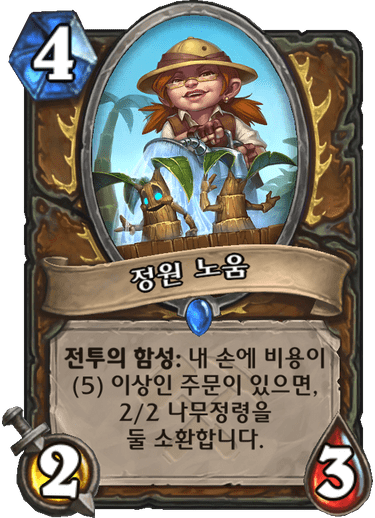 4
정원 노움
전투의 함성: 내 손에 비용이
(5) 이상인 주문이 있으면,
2/2 나무정령을
둘 소환합니다.
2
3